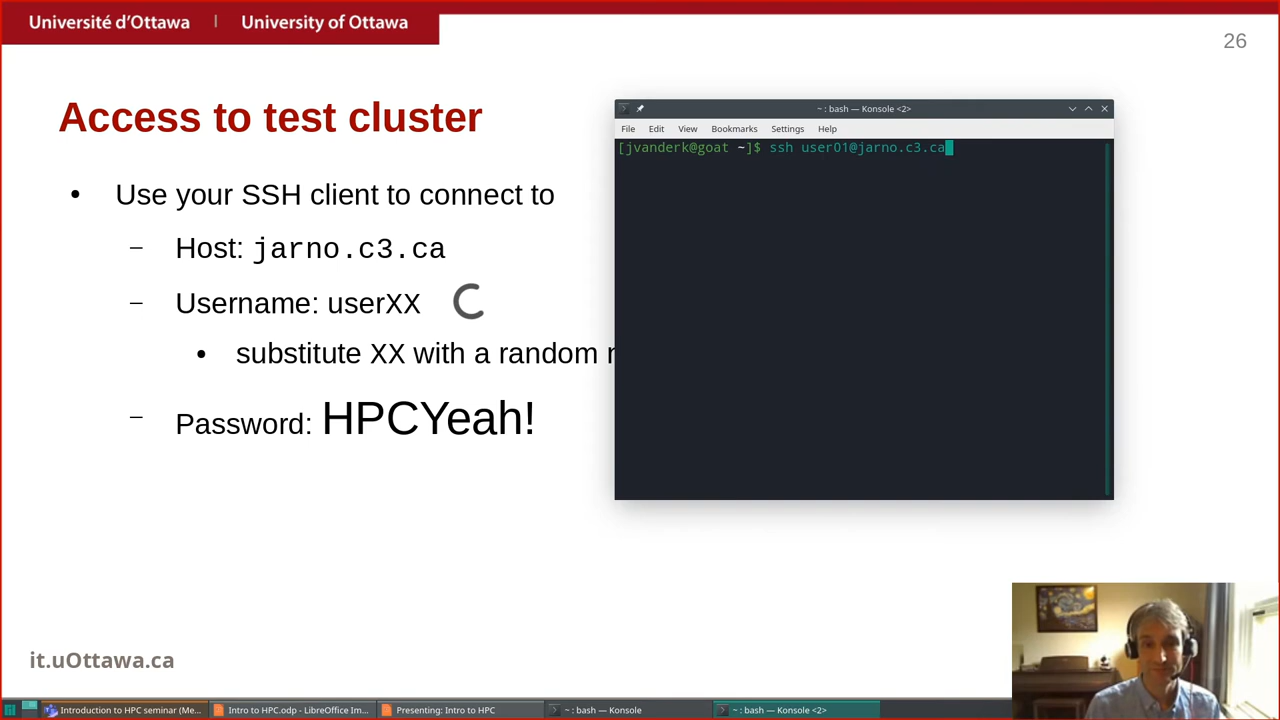 Université d'Ottawa | University of Ottawa
26
Access to test cluster
• Use your SSH client to connect to
– Host: jarno.c3.ca
– Username: userXX
• substitute XX with a random
– Password: HPCYeah!
~ : bash — Konsole <2>
File Edit View Bookmarks Settings Help
[jvanderk@goat ~]$ ssh user01@jarno.c3.ca
it.uOttawa.ca
Introduction to HPC seminar (Me... Intro to HPC.odp - LibreOffice Im... Presenting: Intro to HPC ~ : bash — Konsole ~ : bash — Konsole <2>